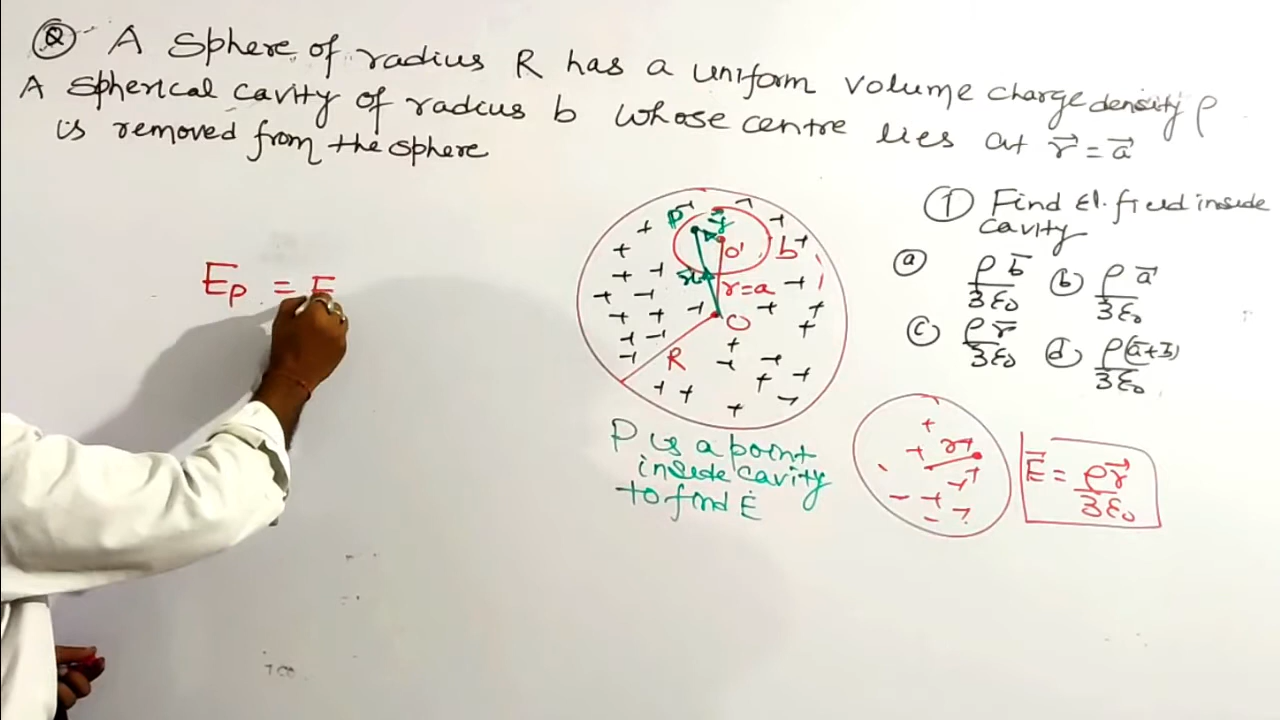 Q A Sphere of radius R has a uniform volume charge density ρ
A Spherical cavity of radius b whose centre lies at r⃗ = a⃗
is removed from the sphere
① Find El. field inside
cavity
ⓐ ρb̅/3ε₀ ⓑ ρa⃗/3ε₀
ⓒ ρr̅/3ε₀ ⓓ ρ(a̅+b̅)/3ε₀
E_P = E
P y⃗
O' b
r=a
O
R
P is a point
inside cavity
to find E
r
E⃗ = ρr⃗/3ε₀